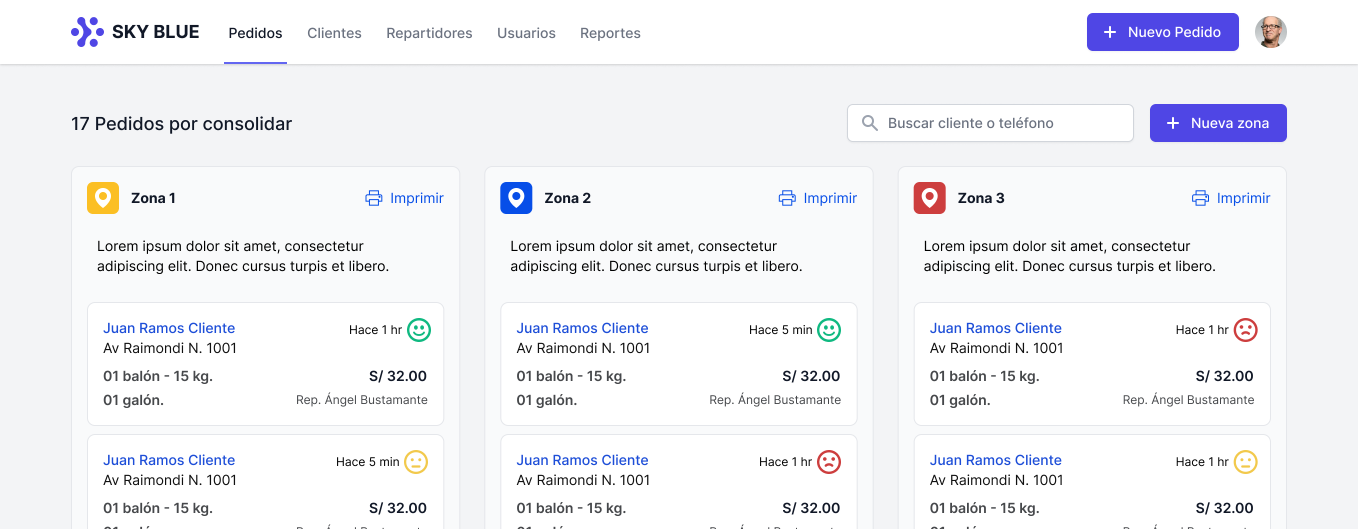 SKY BLUE
Pedidos
Clientes
Repartidores
Usuarios
Reportes
Nuevo Pedido
17 Pedidos por consolidar
Buscar cliente o teléfono
Nueva zona
Zona 1
Imprimir
Lorem ipsum dolor sit amet, consectetur
adipiscing elit. Donec cursus turpis et libero.
Juan Ramos Cliente
Hace 1 hr
Av Raimondi N. 1001
01 balón - 15 kg.
S/ 32.00
01 galón.
Rep. Ángel Bustamante
Juan Ramos Cliente
Hace 5 min
Av Raimondi N. 1001
01 balón - 15 kg.
S/ 32.00
Zona 2
Imprimir
Lorem ipsum dolor sit amet, consectetur
adipiscing elit. Donec cursus turpis et libero.
Juan Ramos Cliente
Hace 5 min
Av Raimondi N. 1001
01 balón - 15 kg.
S/ 32.00
01 galón.
Rep. Ángel Bustamante
Juan Ramos Cliente
Hace 1 hr
Av Raimondi N. 1001
01 balón - 15 kg.
S/ 32.00
Zona 3
Imprimir
Lorem ipsum dolor sit amet, consectetur
adipiscing elit. Donec cursus turpis et libero.
Juan Ramos Cliente
Hace 1 hr
Av Raimondi N. 1001
01 balón - 15 kg.
S/ 32.00
01 galón.
Rep. Ángel Bustamante
Juan Ramos Cliente
Hace 1 hr
Av Raimondi N. 1001
01 balón - 15 kg.
S/ 32.00